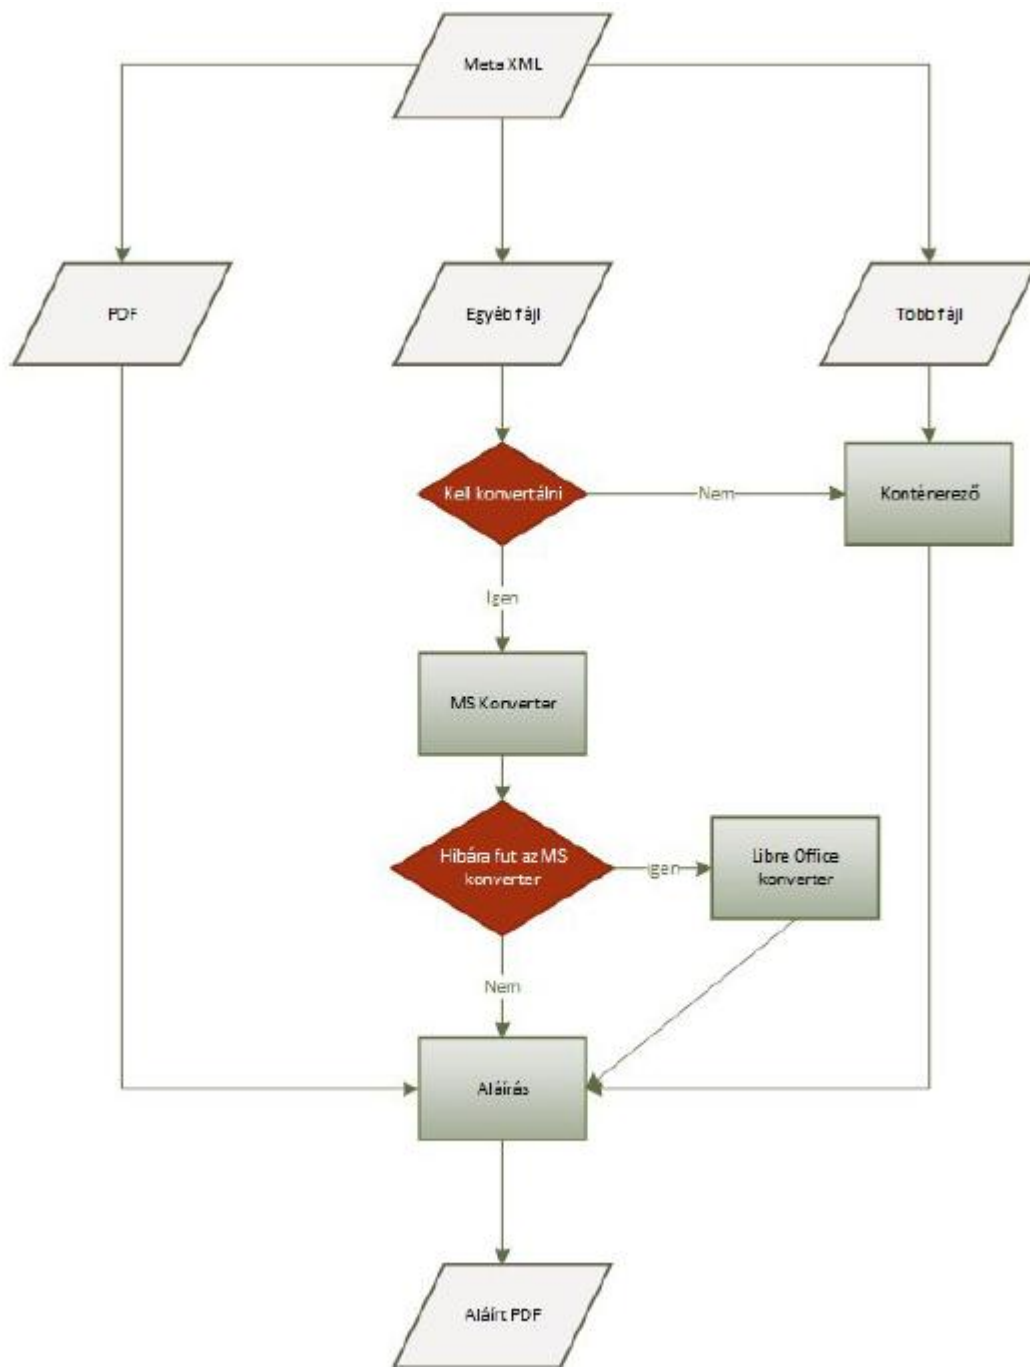 Meta XML
PDF
Egyéb fájl
Több fájl
Kell konvertálni
Nem
Konténerező
Igen
MS Konverter
Hibára fut az MS
konverter
Igen
Libre Office
konverter
Nem
Aláírás
Aláírt PDF